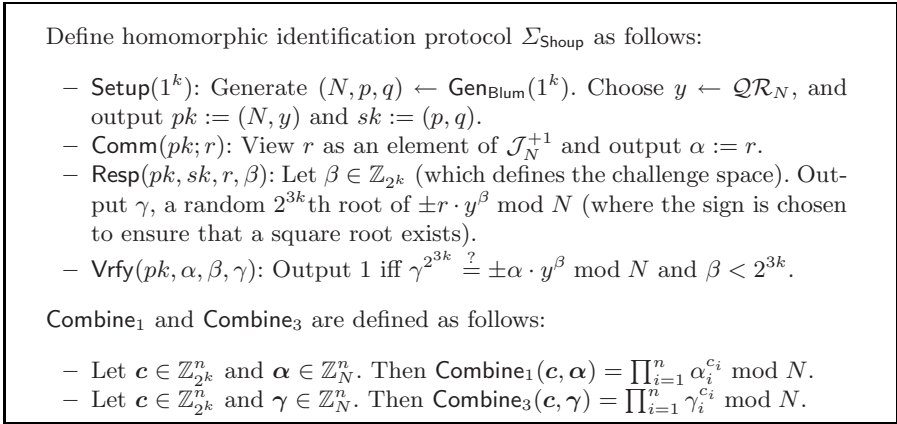 Define homomorphic identification protocol Σ_Shoup as follows:
– Setup(1^k): Generate (N, p, q) ← Gen_Blum(1^k). Choose y ← QR_N, and
output pk := (N, y) and sk := (p, q).
– Comm(pk; r): View r as an element of J_N^{+1} and output α := r.
– Resp(pk, sk, r, β): Let β ∈ ℤ_{2^k} (which defines the challenge space). Out-
put γ, a random 2^{3k}th root of ±r · y^β mod N (where the sign is chosen
to ensure that a square root exists).
– Vrfy(pk, α, β, γ): Output 1 iff γ^{2^{3k}} ≟ ±α · y^β mod N and β < 2^{3k}.
Combine_1 and Combine_3 are defined as follows:
– Let c ∈ ℤ_{2^k}^n and α ∈ ℤ_N^n. Then Combine_1(c, α) = ∏_{i=1}^n α_i^{c_i} mod N.
– Let c ∈ ℤ_{2^k}^n and γ ∈ ℤ_N^n. Then Combine_3(c, γ) = ∏_{i=1}^n γ_i^{c_i} mod N.